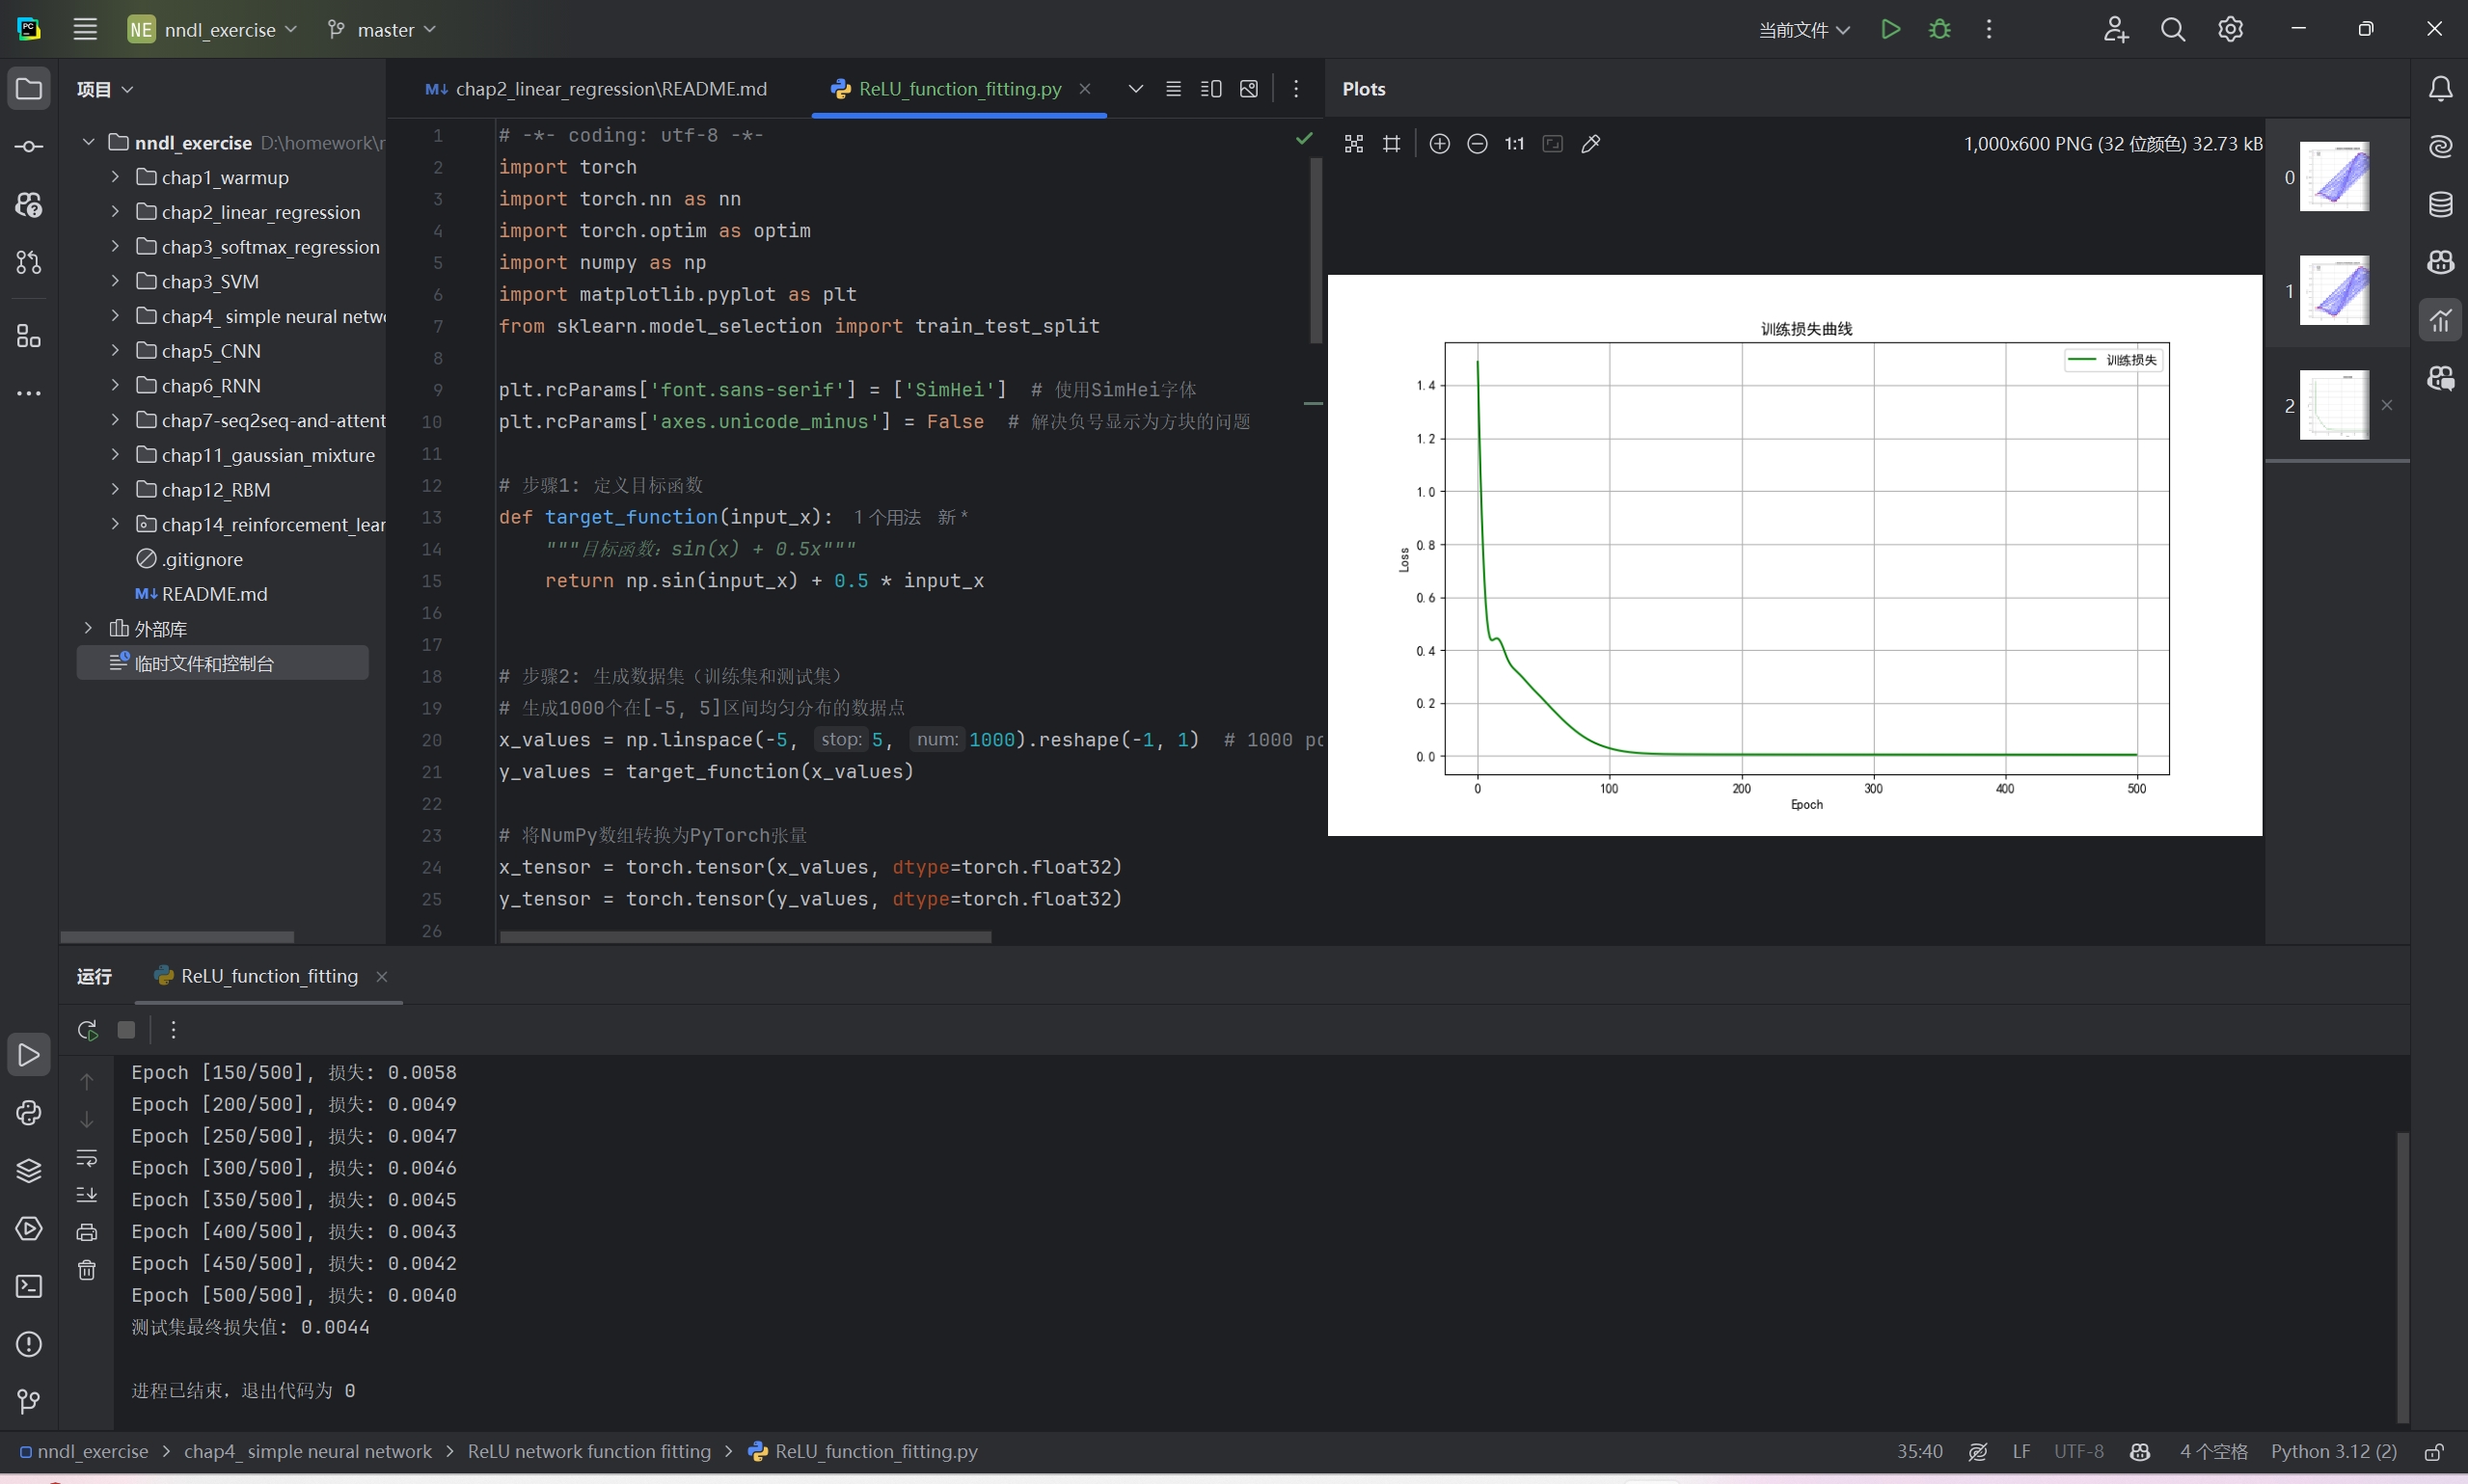 NE nndl_exercise master 当前文件
项目
nndl_exercise D:\homework\r
chap1_warmup
chap2_linear_regression
chap3_softmax_regression
chap3_SVM
chap4_ simple neural netw
chap5_CNN
chap6_RNN
chap7-seq2seq-and-attent
chap11_gaussian_mixture
chap12_RBM
chap14_reinforcement_lear
.gitignore
M↓ README.md
外部库
临时文件和控制台
M↓ chap2_linear_regression\README.md ReLU_function_fitting.py
1 # -*- coding: utf-8 -*-
2 import torch
3 import torch.nn as nn
4 import torch.optim as optim
5 import numpy as np
6 import matplotlib.pyplot as plt
7 from sklearn.model_selection import train_test_split
8
9 plt.rcParams['font.sans-serif'] = ['SimHei'] # 使用SimHei字体
10 plt.rcParams['axes.unicode_minus'] = False # 解决负号显示为方块的问题
11
12 # 步骤1: 定义目标函数
13 def target_function(input_x): 1个用法 新*
14 """目标函数: sin(x) + 0.5x"""
15 return np.sin(input_x) + 0.5 * input_x
16
17
18 # 步骤2: 生成数据集（训练集和测试集）
19 # 生成1000个在[-5, 5]区间均匀分布的数据点
20 x_values = np.linspace(-5, stop: 5, num: 1000).reshape(-1, 1) # 1000 po
21 y_values = target_function(x_values)
22
23 # 将NumPy数组转换为PyTorch张量
24 x_tensor = torch.tensor(x_values, dtype=torch.float32)
25 y_tensor = torch.tensor(y_values, dtype=torch.float32)
26
Plots
1:1 1,000x600 PNG (32 位颜色) 32.73 kB
0
1
2
训练损失曲线
训练损失
1.4
1.2
1.0
0.8
0.6
0.4
0.2
0.0
Loss
0 100 200 300 400 500
Epoch
运行 ReLU_function_fitting
Epoch [150/500], 损失: 0.0058
Epoch [200/500], 损失: 0.0049
Epoch [250/500], 损失: 0.0047
Epoch [300/500], 损失: 0.0046
Epoch [350/500], 损失: 0.0045
Epoch [400/500], 损失: 0.0043
Epoch [450/500], 损失: 0.0042
Epoch [500/500], 损失: 0.0040
测试集最终损失值: 0.0044
进程已结束，退出代码为 0
nndl_exercise > chap4_ simple neural network > ReLU network function fitting > ReLU_function_fitting.py 35:40 LF UTF-8 4 个空格 Python 3.12 (2)